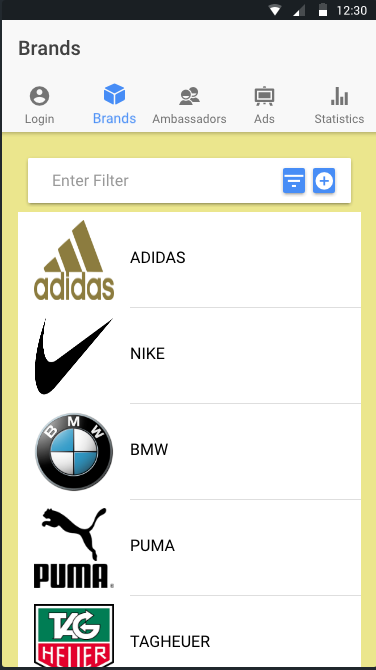 12:30
Brands
Login
Brands
Ambassadors
Ads
Statistics
Enter Filter
adidas
ADIDAS
NIKE
BMW
BMW
PUMA
PUMA®
TAG
HEUER
TAGHEUER